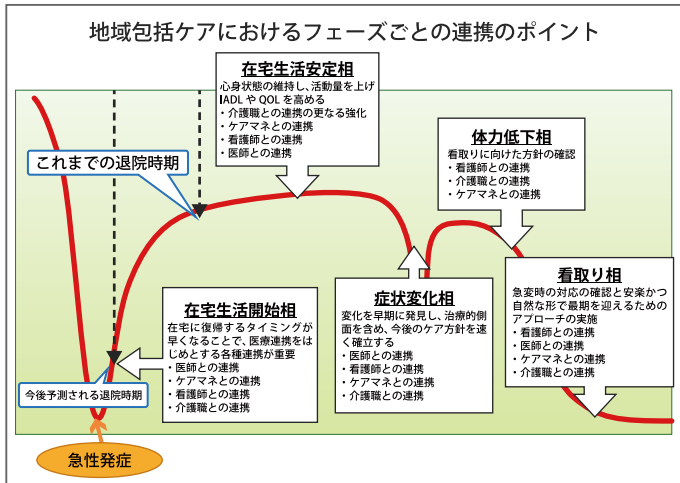 地域包括ケアにおけるフェーズごとの連携のポイント
在宅生活安定相
心身状態の維持し、活動量を上げ
IADL や QOL を高める
・介護職との連携の更なる強化
・ケアマネとの連携
・看護師との連携
・医師との連携
これまでの退院時期
体力低下相
看取りに向けた方針の確認
・看護師との連携
・介護職との連携
・ケアマネとの連携
在宅生活開始相
在宅に復帰するタイミングが
早くなることで、医療連携をは
じめとする各種連携が重要
・医師との連携
・ケアマネとの連携
・看護師との連携
・介護職との連携
症状変化相
変化を早期に発見し、治療的側
面を含め、今後のケア方針を速
く確立する
・医師との連携
・看護師との連携
・ケアマネとの連携
・介護職との連携
看取り相
急変時の対応の確認と安楽かつ
自然な形で最期を迎えるための
アプローチの実施
・看護師との連携
・医師との連携
・ケアマネとの連携
・介護職との連携
今後予測される退院時期
急性発症